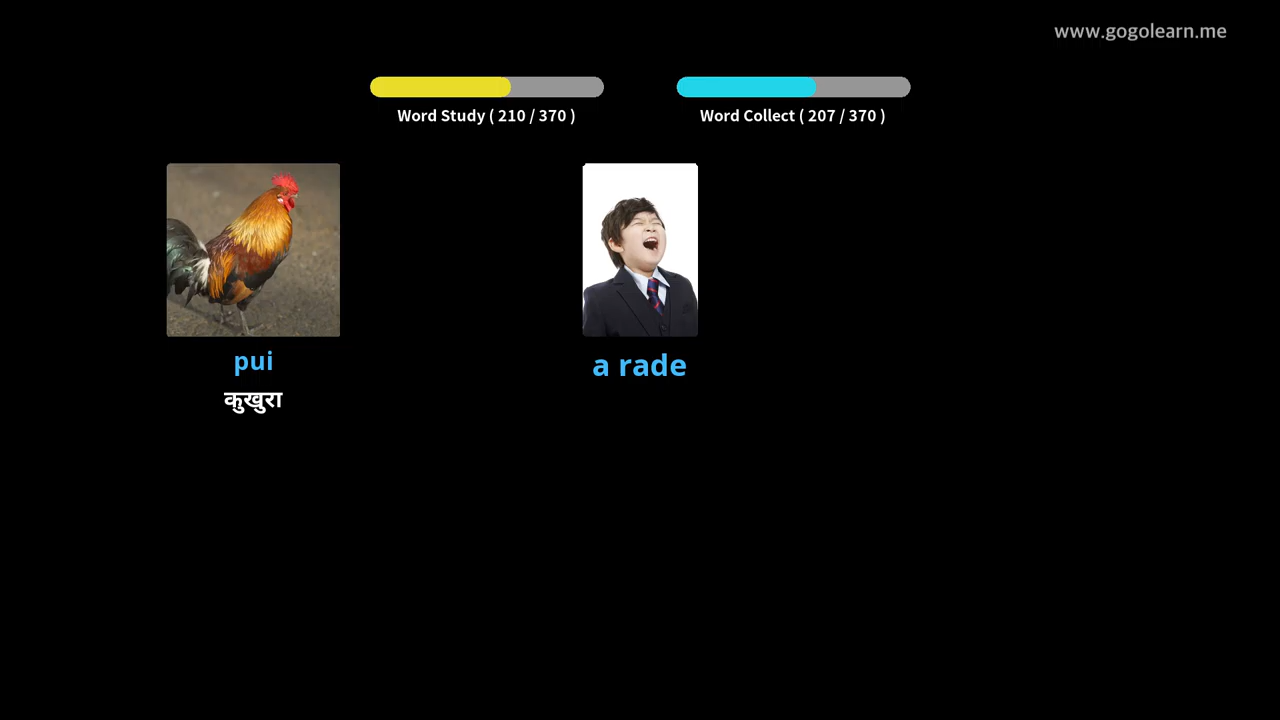 www.gogolearn.me
Word Study ( 210 / 370 )
Word Collect ( 207 / 370 )
pui
कुखुरा
a rade